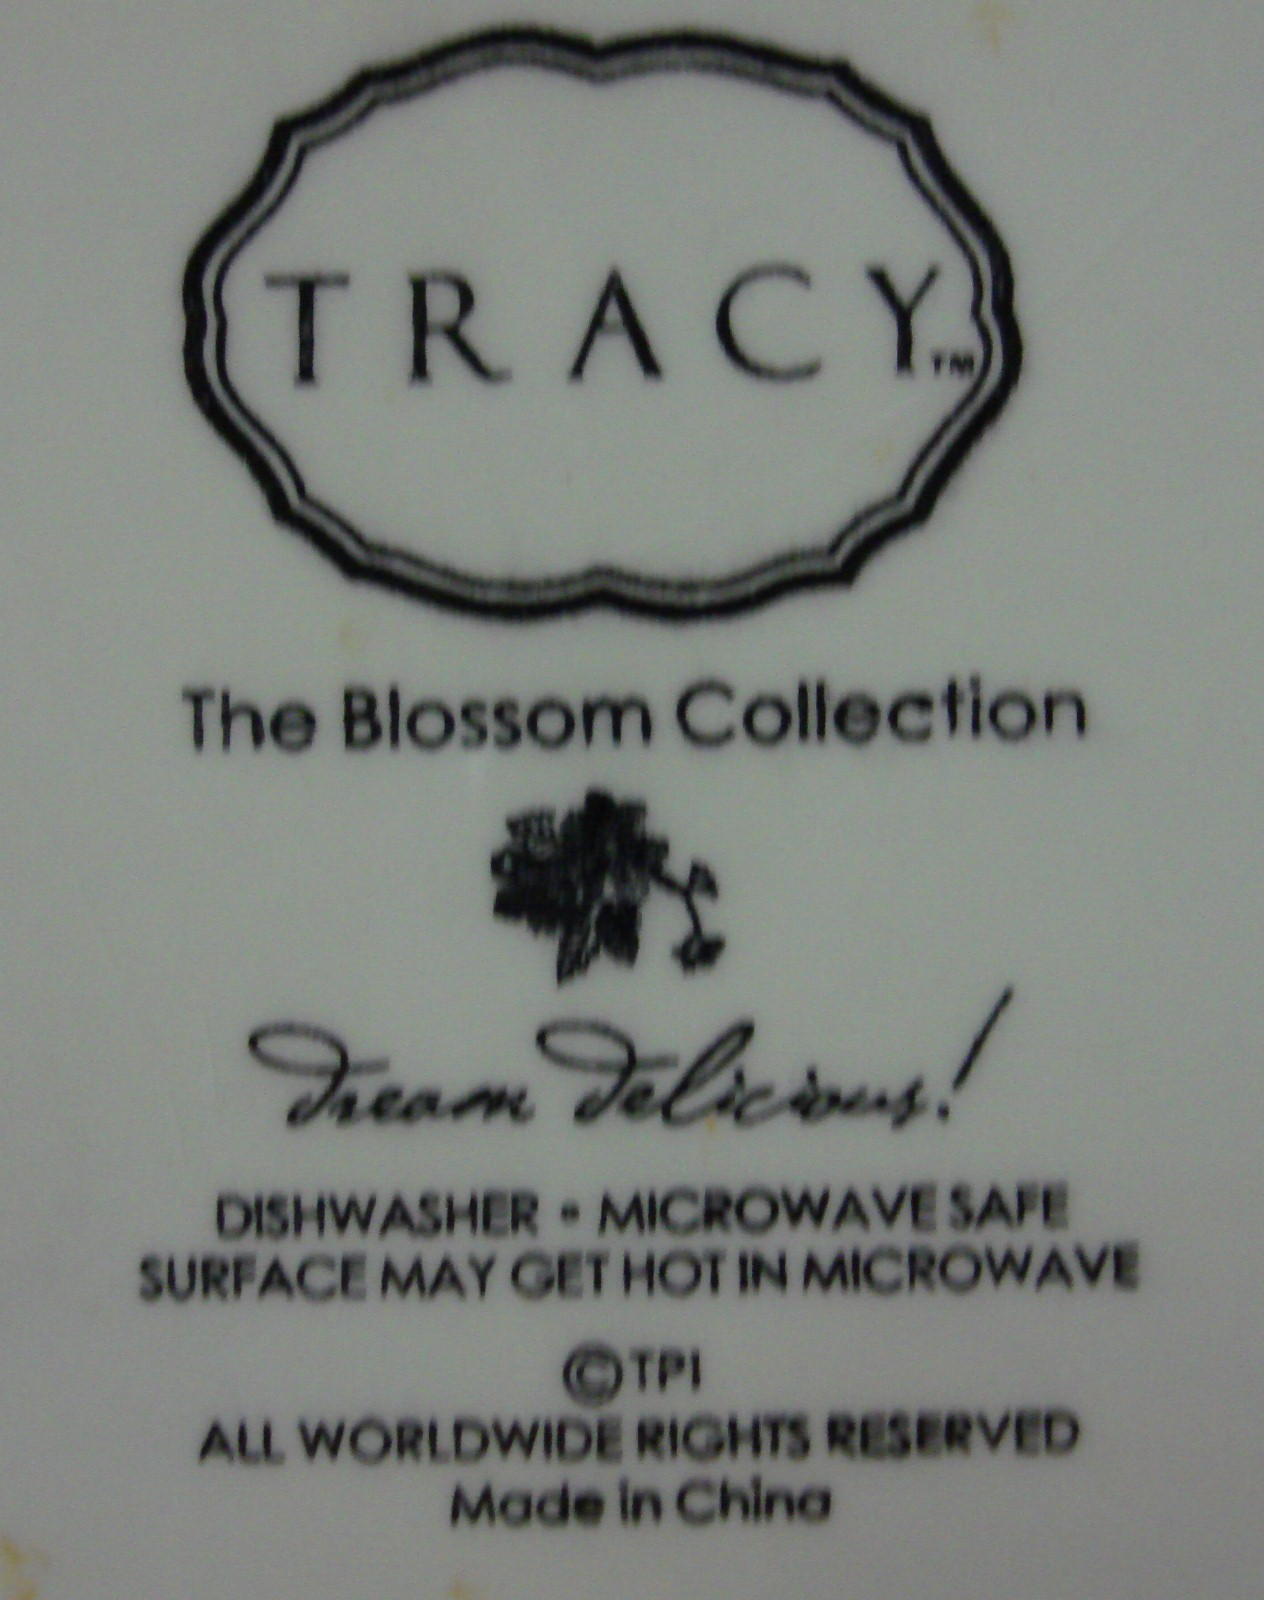 TRACY™
The Blossom Collection
dream delicious!
DISHWASHER • MICROWAVE SAFE
SURFACE MAY GET HOT IN MICROWAVE
©TPI
ALL WORLDWIDE RIGHTS RESERVED
Made in China